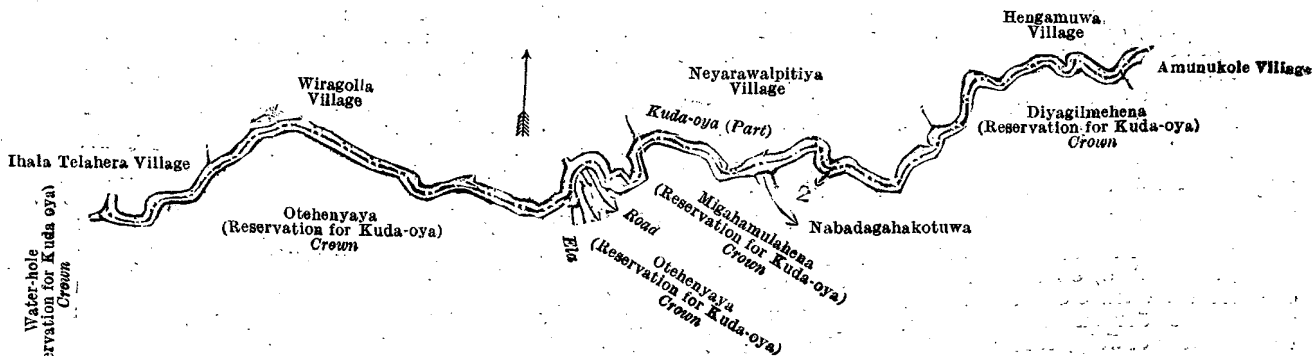 Hengamuwa
Village
Amunukole Village
Neyarawalpitiya
Village
Wiragolla
Village
Kuda-oya (Part)
Diyagilmehena
(Reservation for Kuda-oya)
Crown
Ihala Telahera Village
2
Nabadagahakotuwa
Migahamulahena
(Reservation for Kuda-oya)
Crown
Otehenyaya
(Reservation for Kuda-oya)
Crown
Road
Ela
Otehenyaya
(Reservation for Kuda-oya)
Crown
Water-hole
ervation for Kuda oya)
Crown